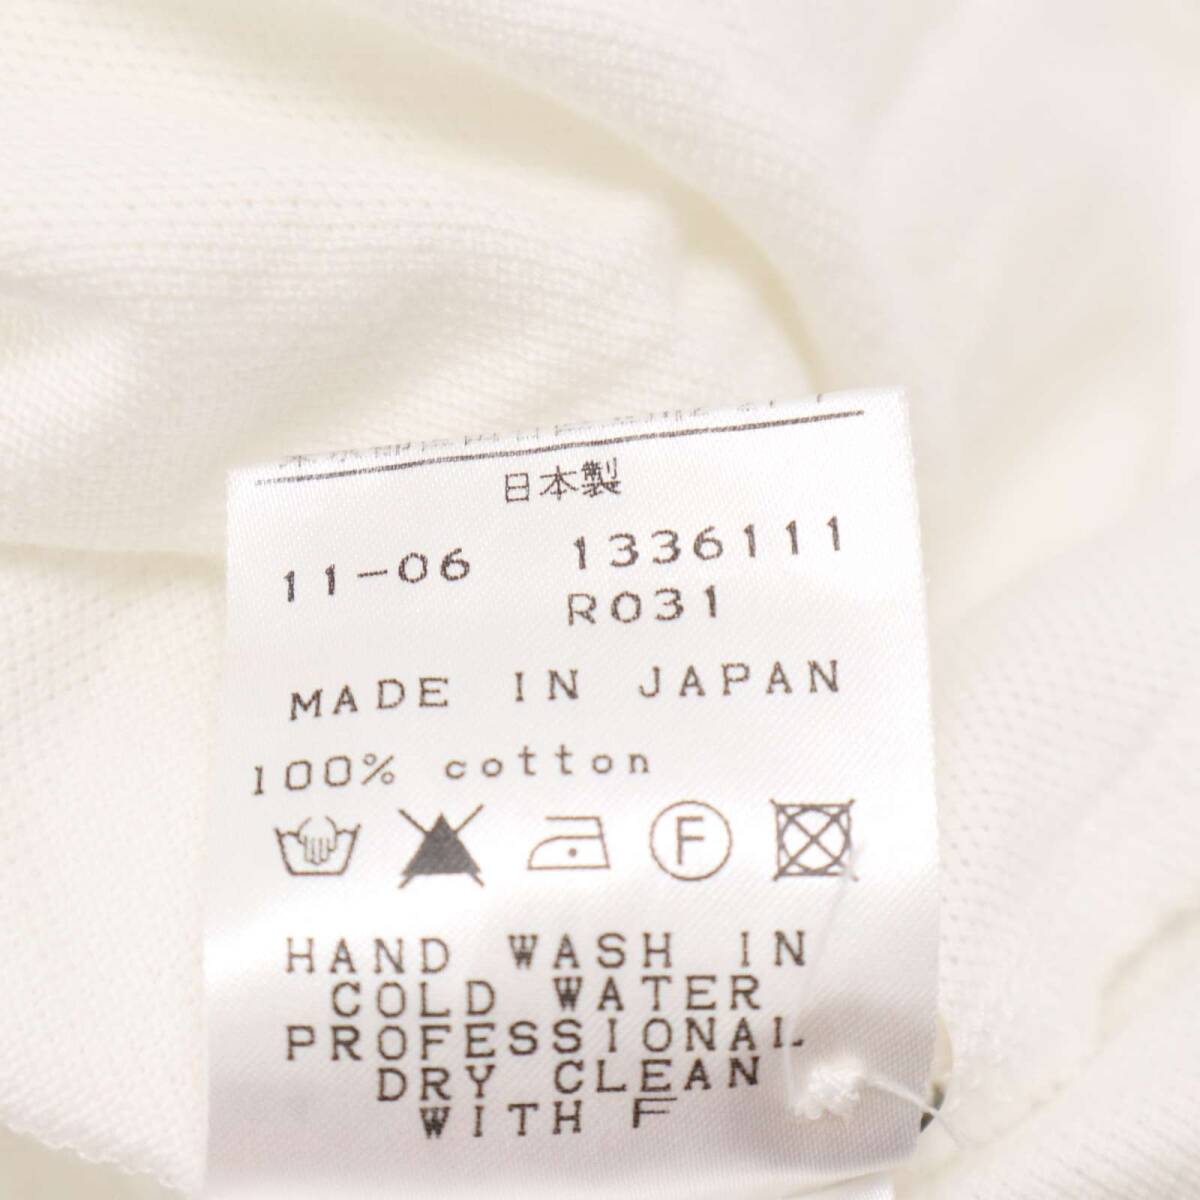 日本製
11-06 1336111
R031
MADE IN JAPAN
100% cotton
F
HAND WASH IN
COLD WATER
PROFESSIONAL
DRY CLEAN
WITH F